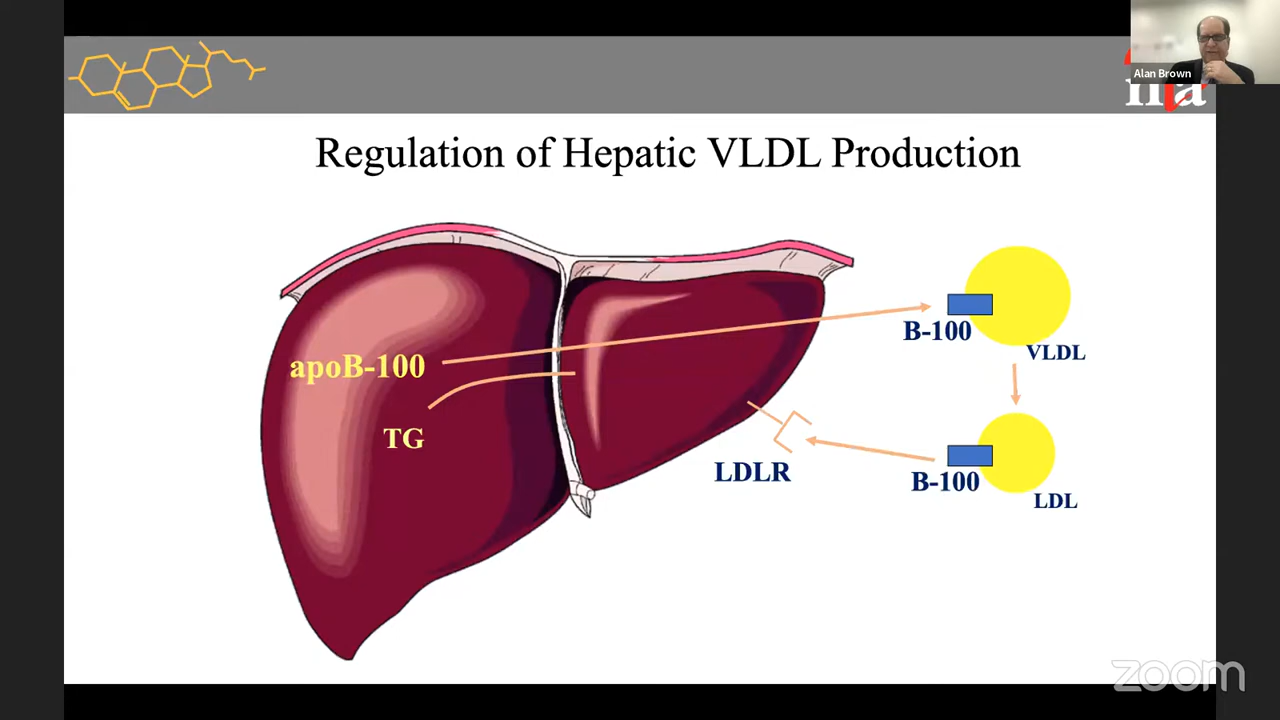 Alan Brown
Regulation of Hepatic VLDL Production
apoB-100
TG
B-100
VLDL
LDLR
B-100
LDL
zoom